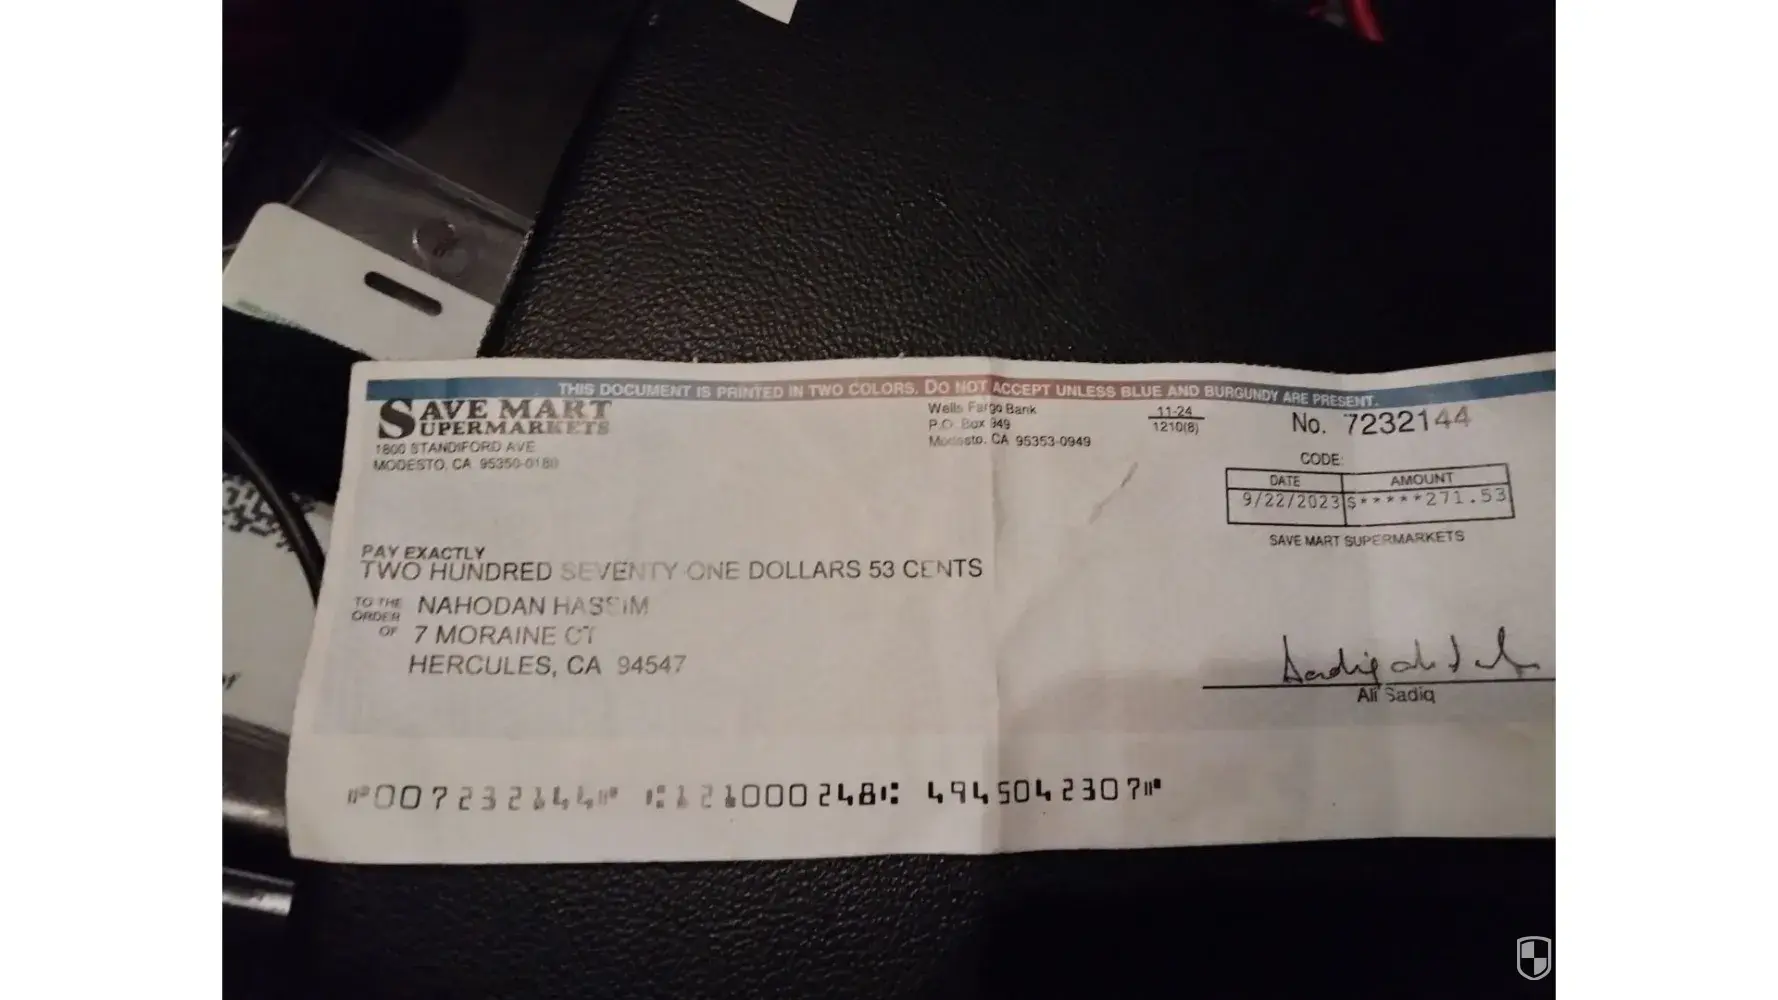 THIS DOCUMENT IS PRINTED IN TWO COLORS. DO NOT ACCEPT UNLESS BLUE AND BURGUNDY ARE PRESENT.
SAVE MART
SUPERMARKETS
1800 STANDIFORD AVE
MODESTO, CA 95350-0180
Wells Fargo Bank
P.O. Box 949
Modesto, CA 95353-0949
11-24
1210(8)
No. 7232144
CODE:
DATE AMOUNT
9/22/2023 $*****271.53
SAVE MART SUPERMARKETS
PAY EXACTLY
TWO HUNDRED SEVENTY ONE DOLLARS 53 CENTS
TO THE
ORDER
OF
NAHODAN HASSIM
7 MORAINE CT
HERCULES, CA 94547
Ali Sadiq
⑈007232144⑈ ⑆121000248⑆ 4945042307⑈